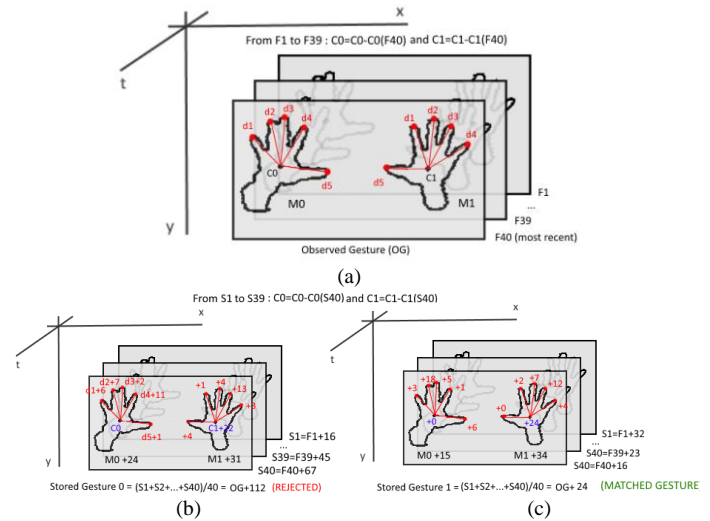 x
From F1 to F39 : C0=C0-C0(F40) and C1=C1-C1(F40)
t
d1 d2 d3 d4 d1 d2 d3 d4
C0 C1
d5 d5
M0 M1
F1
...
F39
y
F40 (most recent)
Observed Gesture (OG)
(a)
From S1 to S39 : C0=C0-C0(S40) and C1=C1-C1(S40)
x
t
d1+6 d2+7 d3+2 d4+11 +1 +4 +13 +3
C0 C1+22
d5+1 +4
M0 +24 M1 +31
S1=F1+16
...
S39=F39+45
y
S40=F40+67
Stored Gesture 0 = (S1+S2+...+S40)/40 = OG+112 (REJECTED)
(b)
x
t
+3 +18 +5 +1 +2 +7 +12 +4
+0 +6 +0 +24
M0 +15 M1 +34
S1=F1+32
...
S40=F39+23
y
S40=F40+16
Stored Gesture 1 = (S1+S2+...+S40)/40 = OG+ 24 (MATCHED GESTURE
(c)